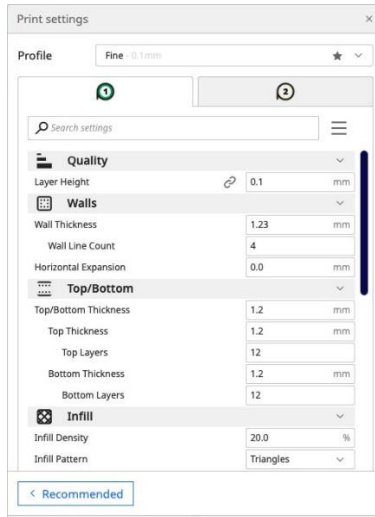 Print settings ×
Profile Fine - 0.1mm
1 2
Search settings
Quality
Layer Height 0.1 mm
Walls
Wall Thickness 1.23 mm
Wall Line Count 4
Horizontal Expansion 0.0 mm
Top/Bottom
Top/Bottom Thickness 1.2 mm
Top Thickness 1.2 mm
Top Layers 12
Bottom Thickness 1.2 mm
Bottom Layers 12
Infill
Infill Density 20.0 %
Infill Pattern Triangles
< Recommended